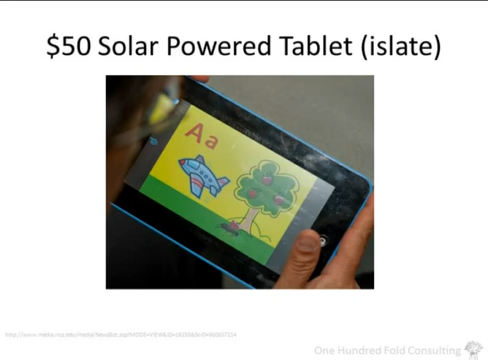 $50 Solar Powered Tablet (islate)
Aa
One Hundred Fold Consulting